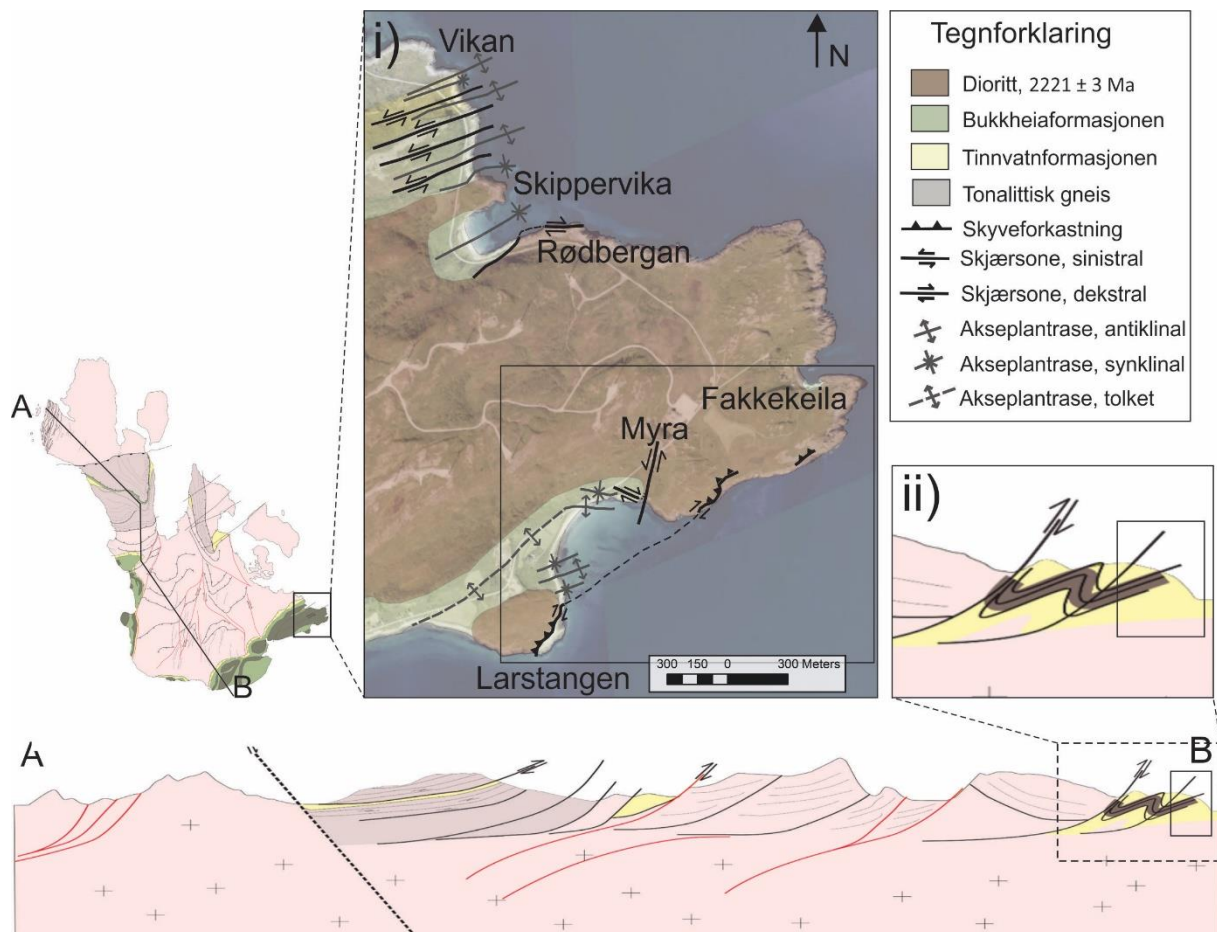 i)
Vikan
N
Skippervika
Rødbergan
Fakkekeila
Myra
Larstangen
300 150 0 300 Meters
Tegnforklaring
Dioritt, 2221 ± 3 Ma
Bukkheiaformasjonen
Tinnvatnformasjonen
Tonalittisk gneis
Skyveforkastning
Skjærsone, sinistral
Skjærsone, dekstral
Akseplantrase, antiklinal
Akseplantrase, synklinal
Akseplantrase, tolket
A
B
ii)
A
B